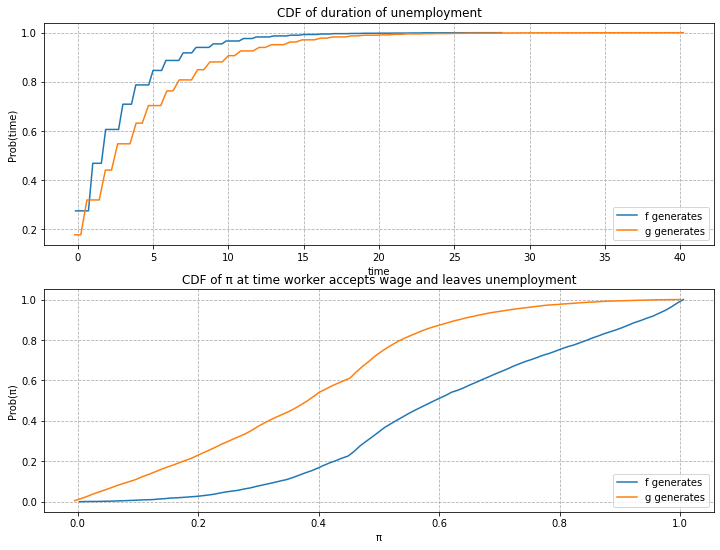 CDF of duration of unemployment
1.0
0.8
0.6
0.4
0.2
Prob(time)
f generates
g generates
0 5 10 15 20 25 30 35 40
time
CDF of π at time worker accepts wage and leaves unemployment
1.0
0.8
0.6
0.4
0.2
0.0
Prob(π)
f generates
g generates
0.0 0.2 0.4 0.6 0.8 1.0
π